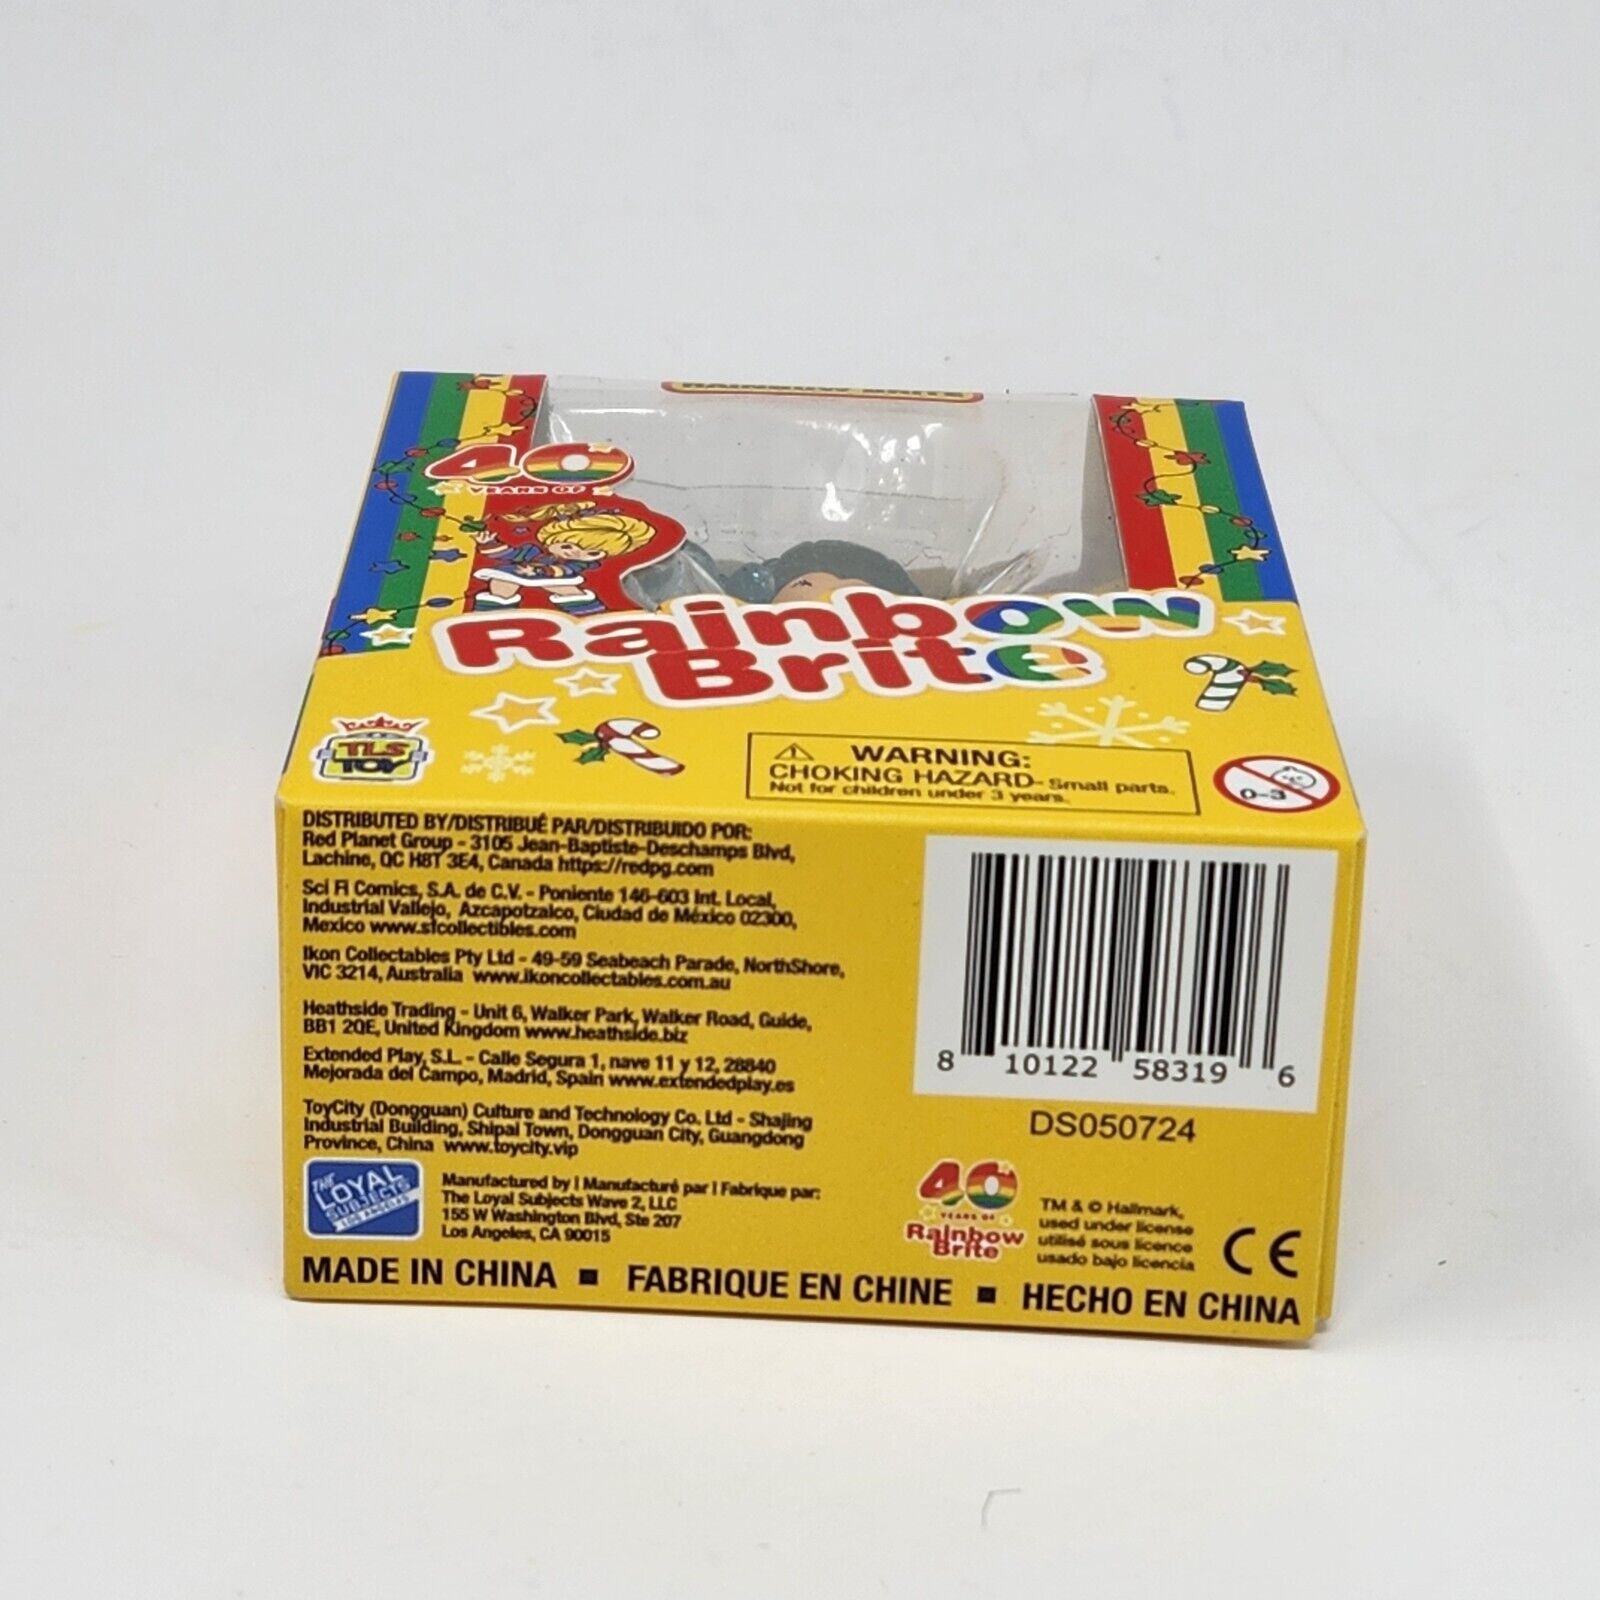 RAINBOW BRITE
40
YEARS OF
Rainbow
Brite
TLS
TOY
WARNING:
CHOKING HAZARD- Small parts.
Not for children under 3 years.
0-3
DISTRIBUTED BY/DISTRIBUÉ PAR/DISTRIBUIDO POR:
Red Planet Group - 3105 Jean-Baptiste-Deschamps Blvd,
Lachine, QC H8T 3E4, Canada https://redpg.com
Sci Fi Comics, S.A. de C.V. - Poniente 146-603 Int. Local,
Industrial Vallejo, Azcapotzalco, Ciudad de México 02300,
Mexico www.sfcollectibles.com
Ikon Collectables Pty Ltd - 49-59 Seabeach Parade, NorthShore,
VIC 3214, Australia www.ikoncollectables.com.au
Heathside Trading - Unit 6, Walker Park, Walker Road, Guide,
BB1 2QE, United Kingdom www.heathside.biz
Extended Play, S.L. - Calle Segura 1, nave 11 y 12, 28840
Mejorada del Campo, Madrid, Spain www.extendedplay.es
ToyCity (Dongguan) Culture and Technology Co. Ltd - Shajing
Industrial Building, Shipai Town, Dongguan City, Guangdong
Province, China www.toycity.vip
THE
LOYAL
SUBJECTS
LOS ANGELES
Manufactured by | Manufacturé par | Fabrique par:
The Loyal Subjects Wave 2, LLC
155 W Washington Blvd, Ste 207
Los Angeles, CA 90015
8 10122 58319 6
DS050724
40
YEARS OF
Rainbow
Brite
TM & © Hallmark,
used under license
utilisé sous licence
usado bajo licencia
CE
MADE IN CHINA ■ FABRIQUE EN CHINE ■ HECHO EN CHINA